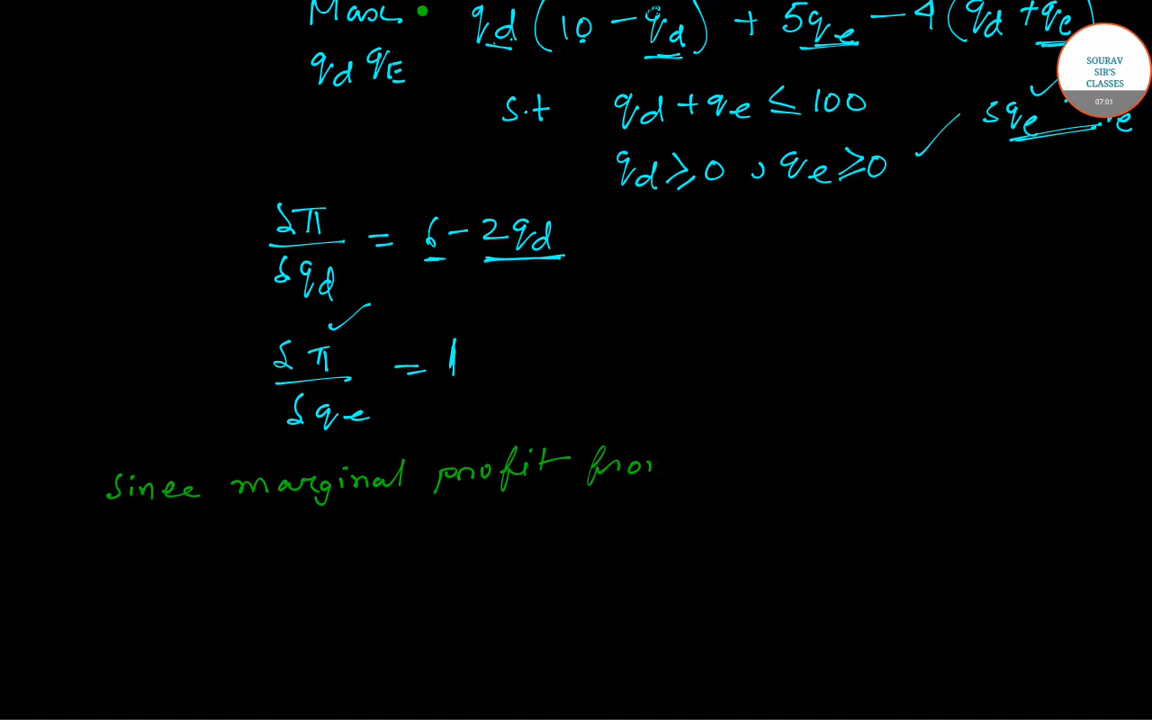 Max qd(10 - qd) + 5qe - 4(qd + qe)
qd qE
s.t qd + qe ≤ 100
qd ≥ 0, qe ≥ 0
5qe
δπ/δqd = 6 - 2qd
δπ/δqe = 1
since marginal profit from
SOURAV
SIR'S
CLASSES
07:01